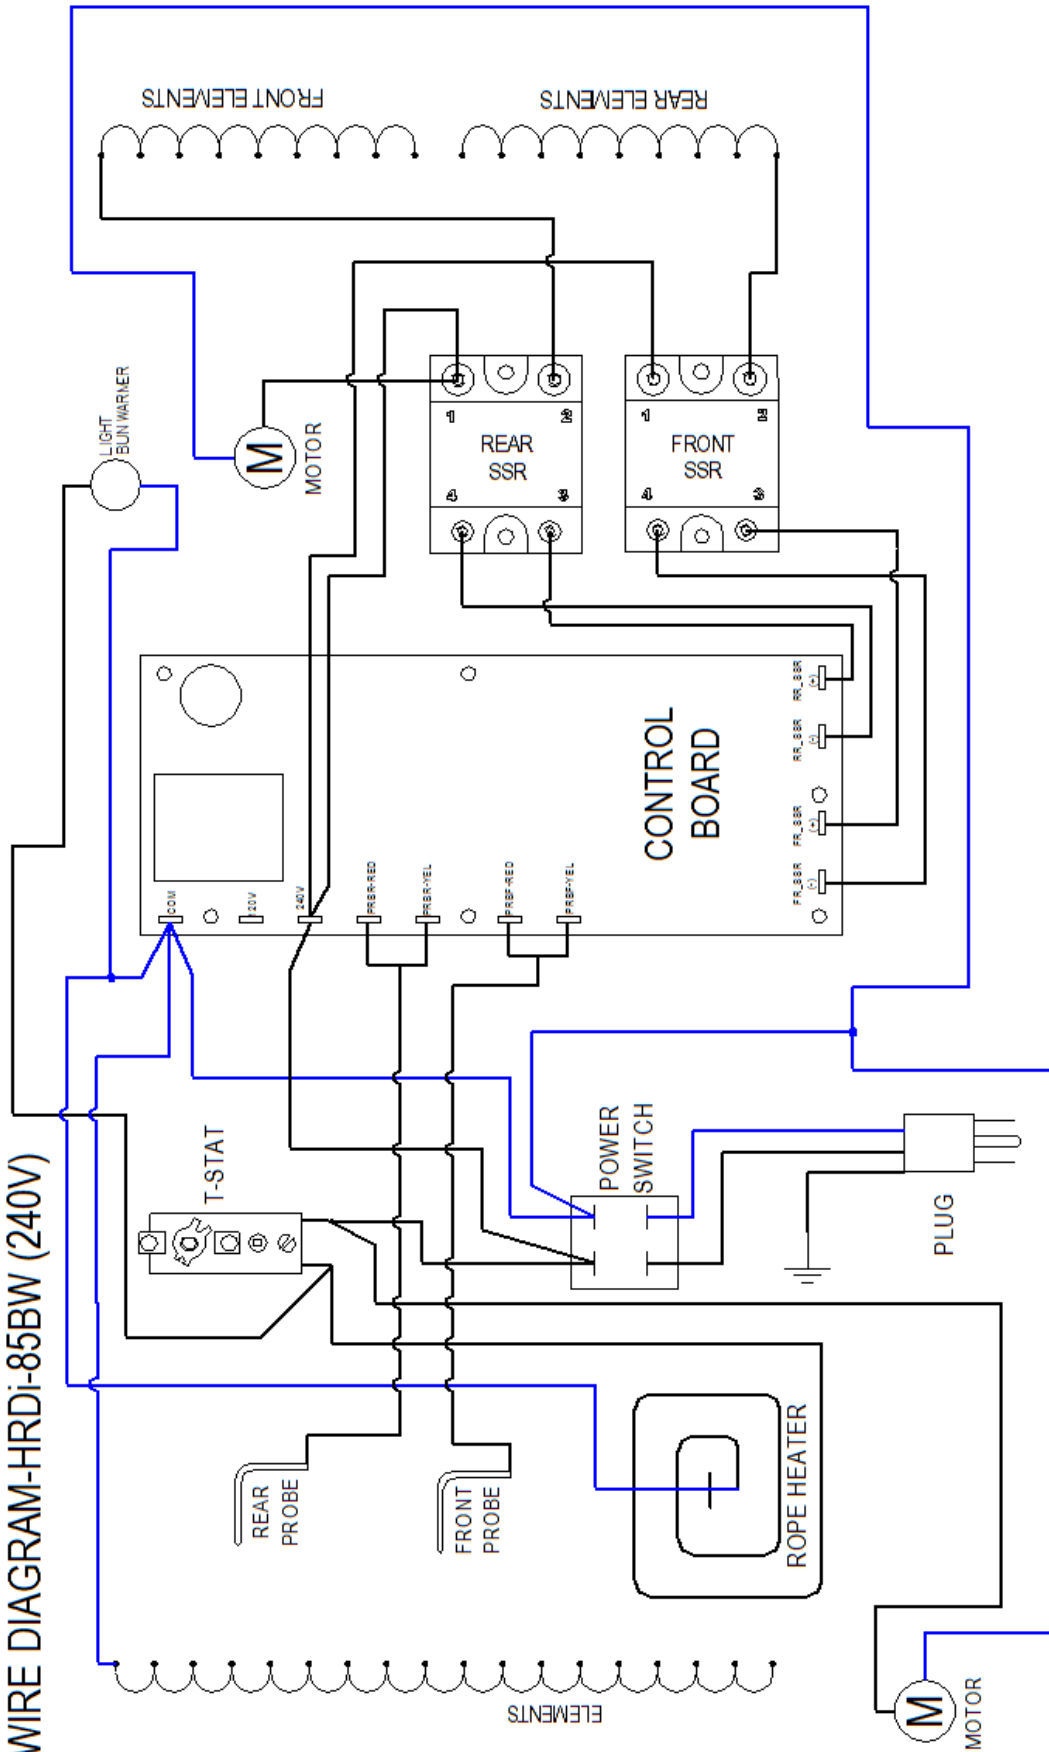 WIRE DIAGRAM-HRDi-85BW (240V)
FRONT ELEMENTS
REAR ELEMENTS
LIGHT
BUN WARMER
M
MOTOR
1
2
REAR
SSR
4
3
1
2
FRONT
SSR
4
3
CONTROL
BOARD
COM
120V
240V
PRBR-RED
PRBR-YEL
PRBF-RED
PRBF-YEL
RR_SSR
(+)
RR_SSR
(-)
FR_SSR
(+)
FR_SSR
(-)
T-STAT
POWER
SWITCH
PLUG
REAR
PROBE
FRONT
PROBE
ROPE HEATER
ELEMENTS
M
MOTOR